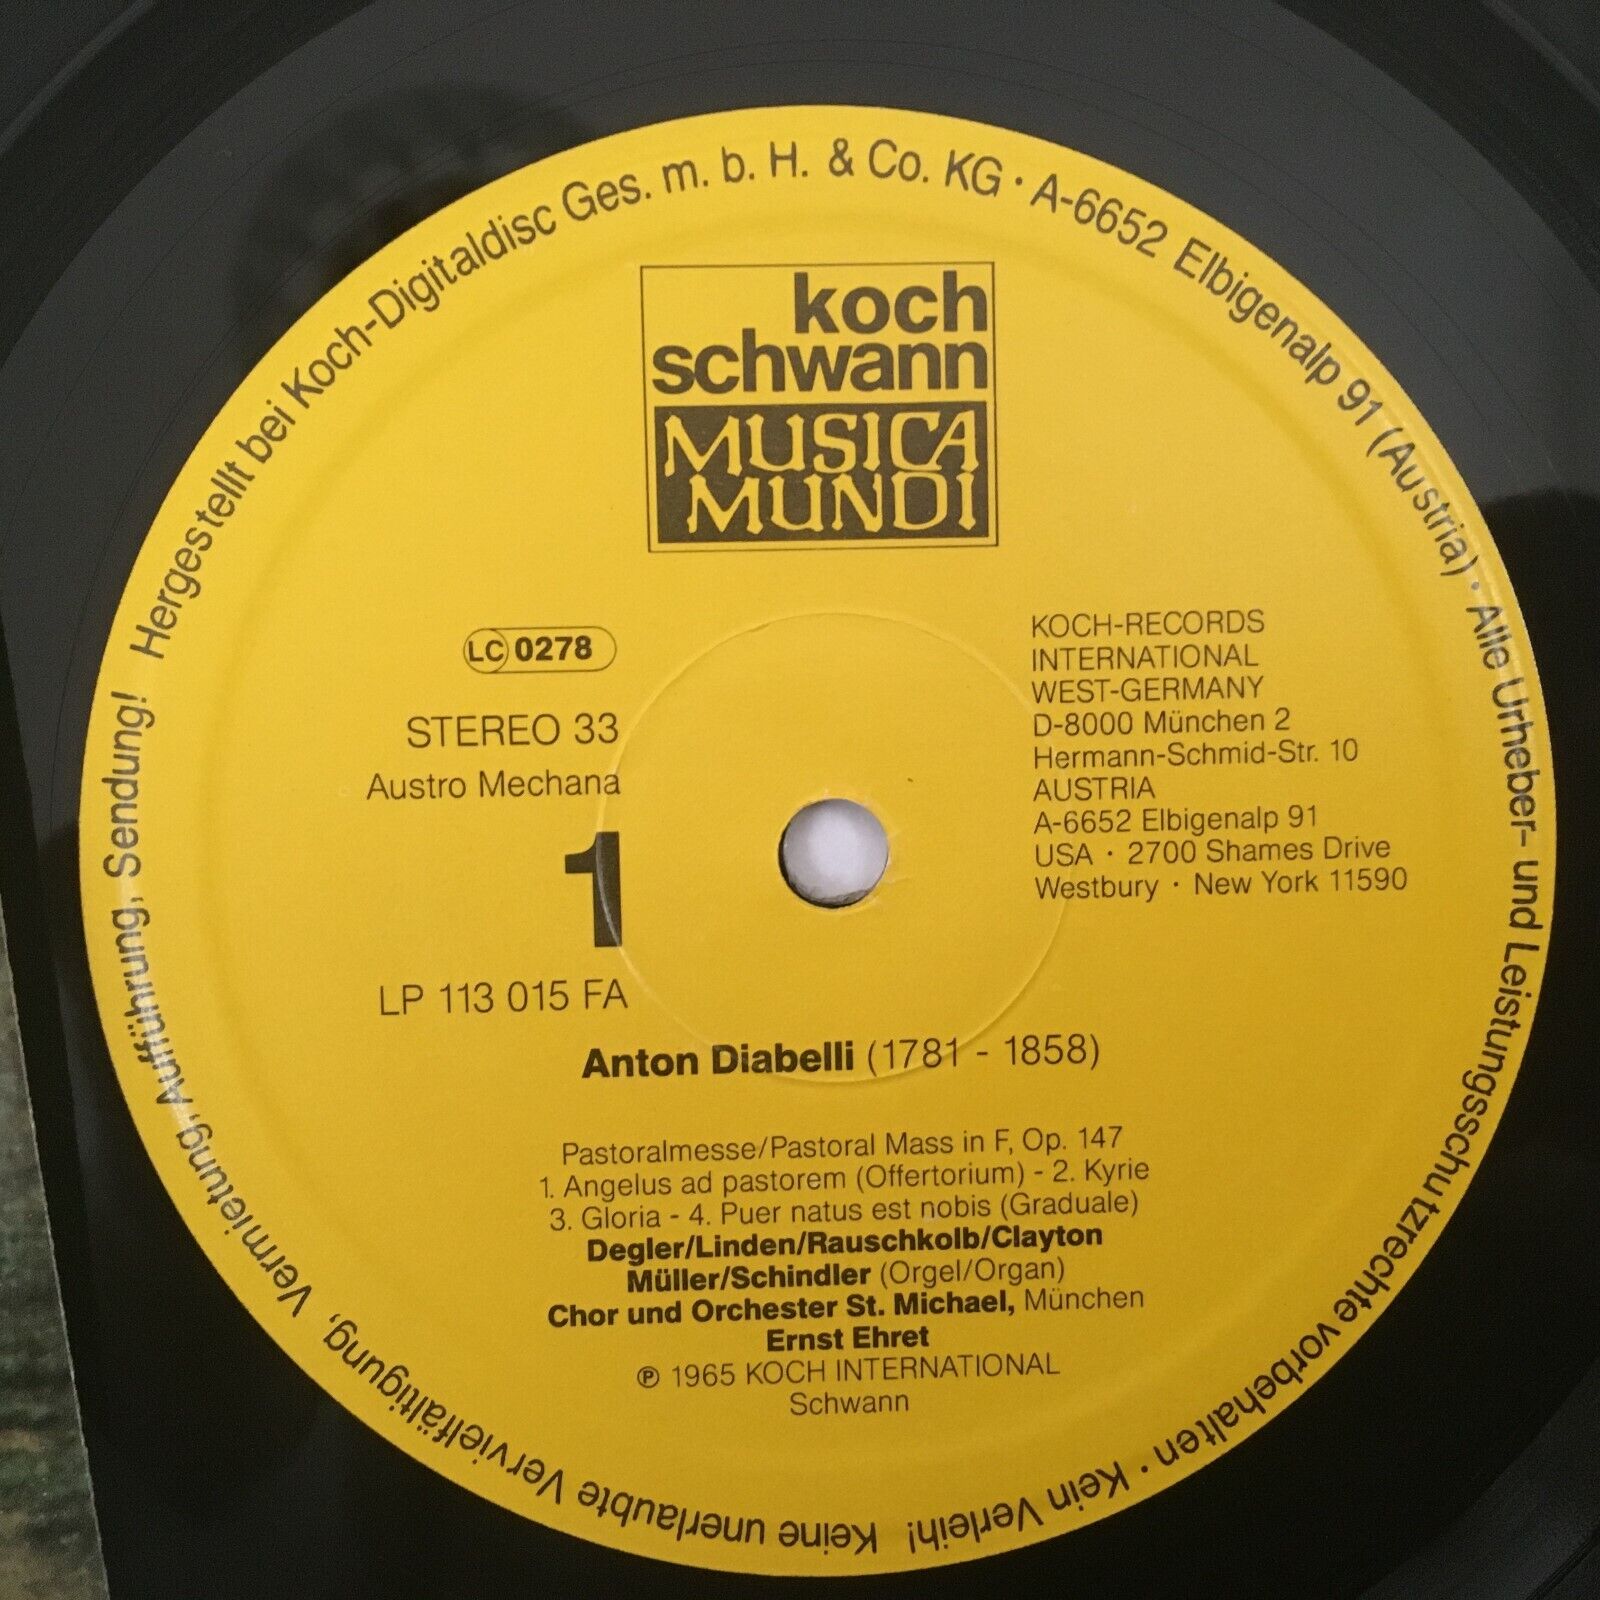 Hergestellt bei Koch-Digitaldisc Ges. m. b. H. & Co. KG · A-6652 Elbigenalp 91 (Austria) · Alle Urheber- und Leistungsschutzrechte vorbehalten · Kein Verleih! Keine unerlaubte Vervielfältigung, Vermietung, Aufführung, Sendung!
koch
schwann
MUSICA
MUNDI
LC 0278
STEREO 33
Austro Mechana
1
LP 113 015 FA
KOCH-RECORDS
INTERNATIONAL
WEST-GERMANY
D-8000 München 2
Hermann-Schmid-Str. 10
AUSTRIA
A-6652 Elbigenalp 91
USA · 2700 Shames Drive
Westbury · New York 11590
Anton Diabelli (1781 - 1858)
Pastoralmesse/Pastoral Mass in F, Op. 147
1. Angelus ad pastorem (Offertorium) - 2. Kyrie
3. Gloria - 4. Puer natus est nobis (Graduale)
Degler/Linden/Rauschkolb/Clayton
Müller/Schindler (Orgel/Organ)
Chor und Orchester St. Michael, München
Ernst Ehret
℗ 1965 KOCH INTERNATIONAL
Schwann